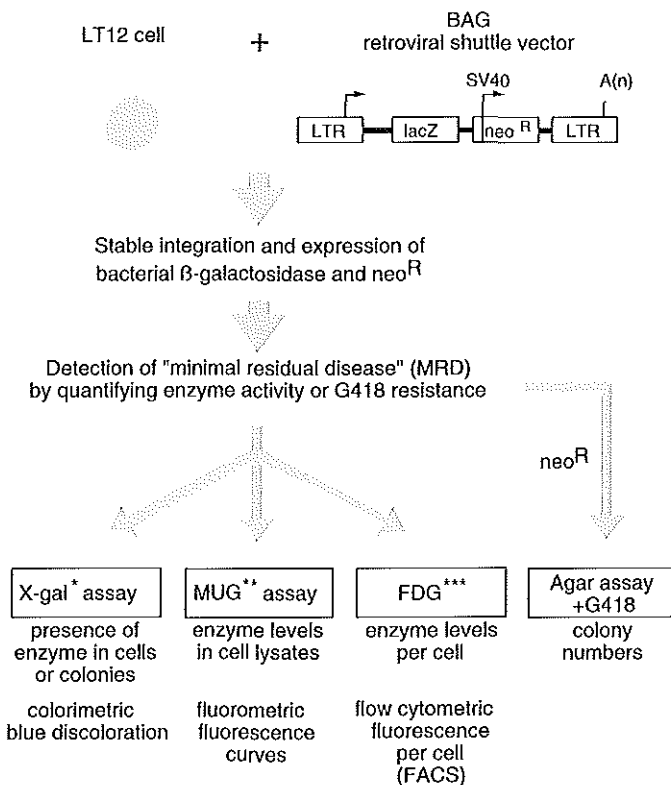 LT12 cell
+
BAG
retroviral shuttle vector
SV40
A(n)
LTR
lacZ
neo R
LTR
Stable integration and expression of
bacterial ß-galactosidase and neoR
Detection of "minimal residual disease" (MRD)
by quantifying enzyme activity or G418 resistance
neoR
X-gal* assay
presence of
enzyme in cells
or colonies
colorimetric
blue discoloration
MUG** assay
enzyme levels
in cell lysates
fluorometric
fluorescence
curves
FDG***
enzyme levels
per cell
flow cytometric
fluorescence
per cell
(FACS)
Agar assay
+G418
colony
numbers